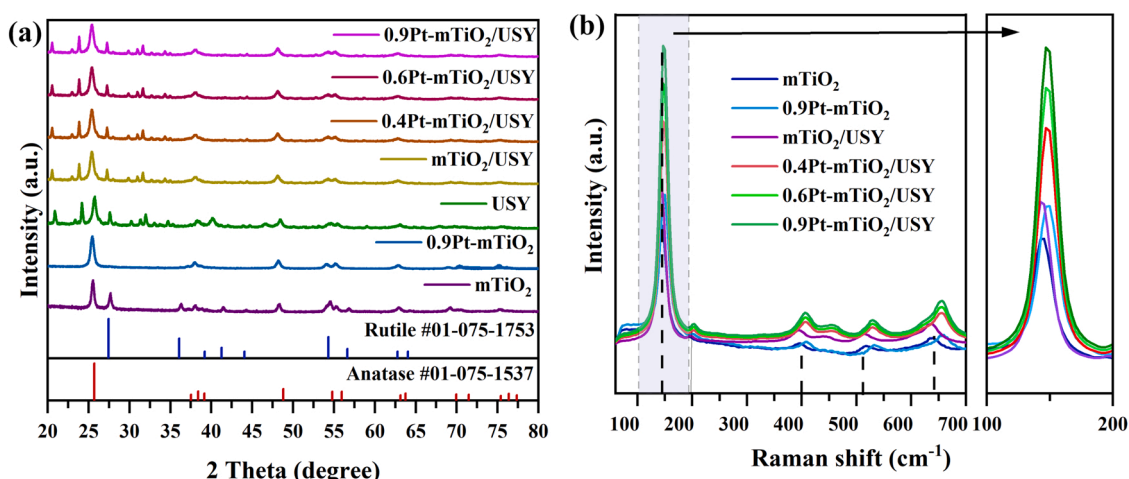 (a)
0.9Pt-mTiO₂/USY
0.6Pt-mTiO₂/USY
0.4Pt-mTiO₂/USY
mTiO₂/USY
USY
0.9Pt-mTiO₂
mTiO₂
Rutile #01-075-1753
Anatase #01-075-1537
Intensity (a.u.)
20 25 30 35 40 45 50 55 60 65 70 75 80
2 Theta (degree)
(b)
mTiO₂
0.9Pt-mTiO₂
mTiO₂/USY
0.4Pt-mTiO₂/USY
0.6Pt-mTiO₂/USY
0.9Pt-mTiO₂/USY
Intensity (a.u.)
100 200 300 400 500 600 700 100 200
Raman shift (cm⁻¹)